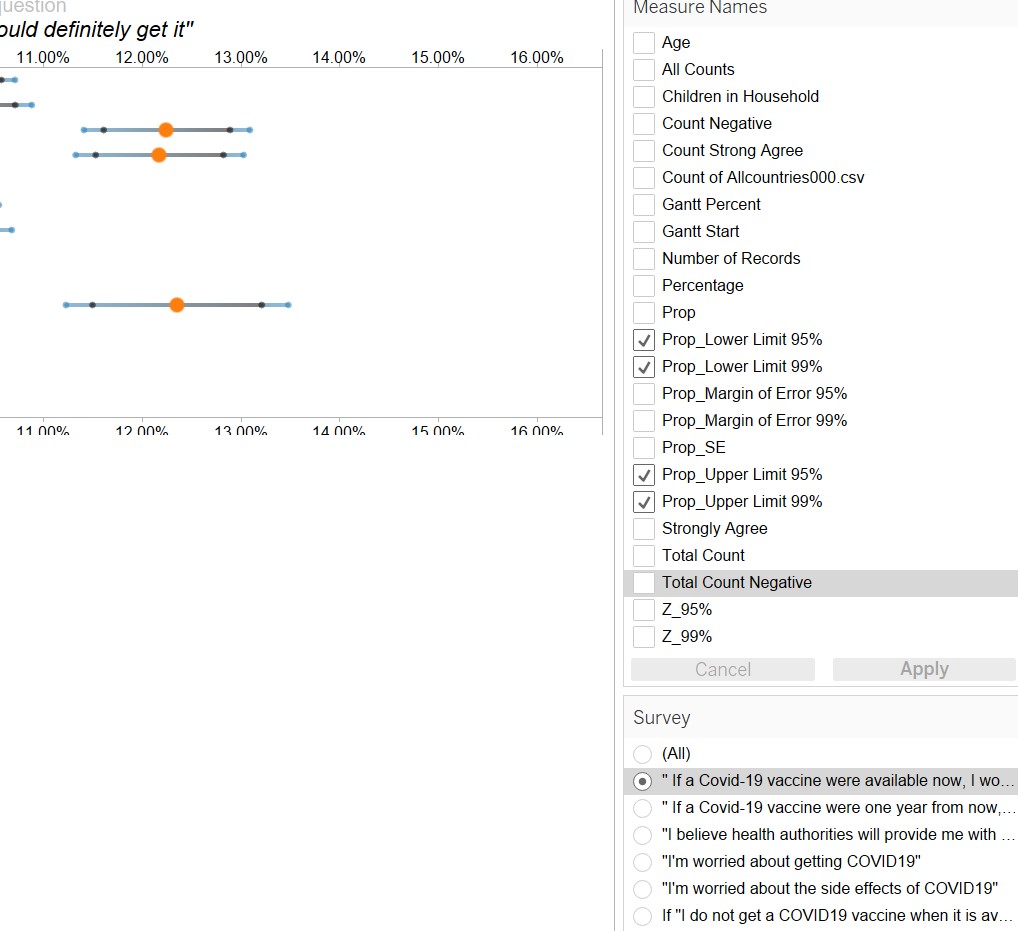 question
ould definitely get it"
11.00% 12.00% 13.00% 14.00% 15.00% 16.00%
11.00% 12.00% 13.00% 14.00% 15.00% 16.00%
Measure Names
Age
All Counts
Children in Household
Count Negative
Count Strong Agree
Count of Allcountries000.csv
Gantt Percent
Gantt Start
Number of Records
Percentage
Prop
Prop_Lower Limit 95%
Prop_Lower Limit 99%
Prop_Margin of Error 95%
Prop_Margin of Error 99%
Prop_SE
Prop_Upper Limit 95%
Prop_Upper Limit 99%
Strongly Agree
Total Count
Total Count Negative
Z_95%
Z_99%
Cancel Apply
Survey
(All)
" If a Covid-19 vaccine were available now, I wo...
" If a Covid-19 vaccine were one year from now,...
"I believe health authorities will provide me with ...
"I'm worried about getting COVID19"
"I'm worried about the side effects of COVID19"
If "I do not get a COVID19 vaccine when it is av...